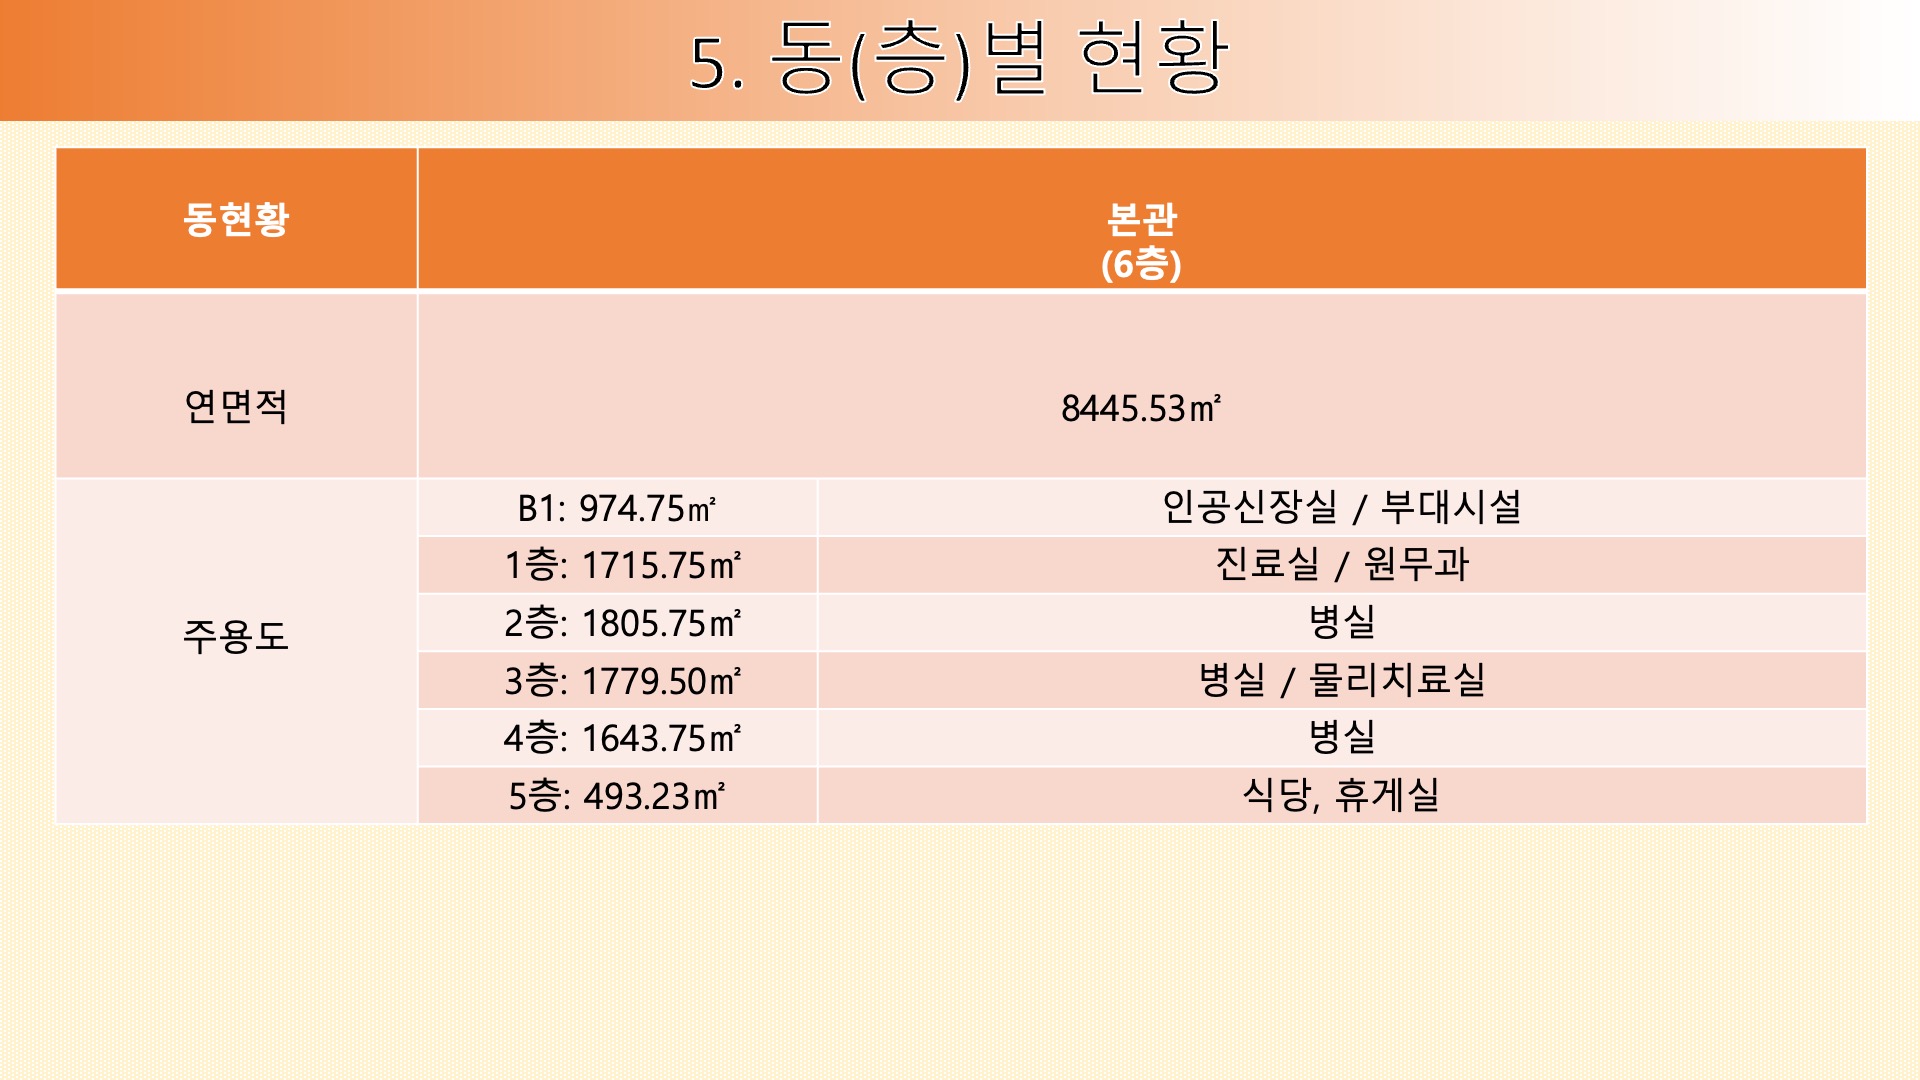 5. 동(층)별 현황
동현황
본관
(6층)
연면적
8445.53㎡
주용도
B1: 974.75㎡
인공신장실 / 부대시설
1층: 1715.75㎡
진료실 / 원무과
2층: 1805.75㎡
병실
3층: 1779.50㎡
병실 / 물리치료실
4층: 1643.75㎡
병실
5층: 493.23㎡
식당, 휴게실